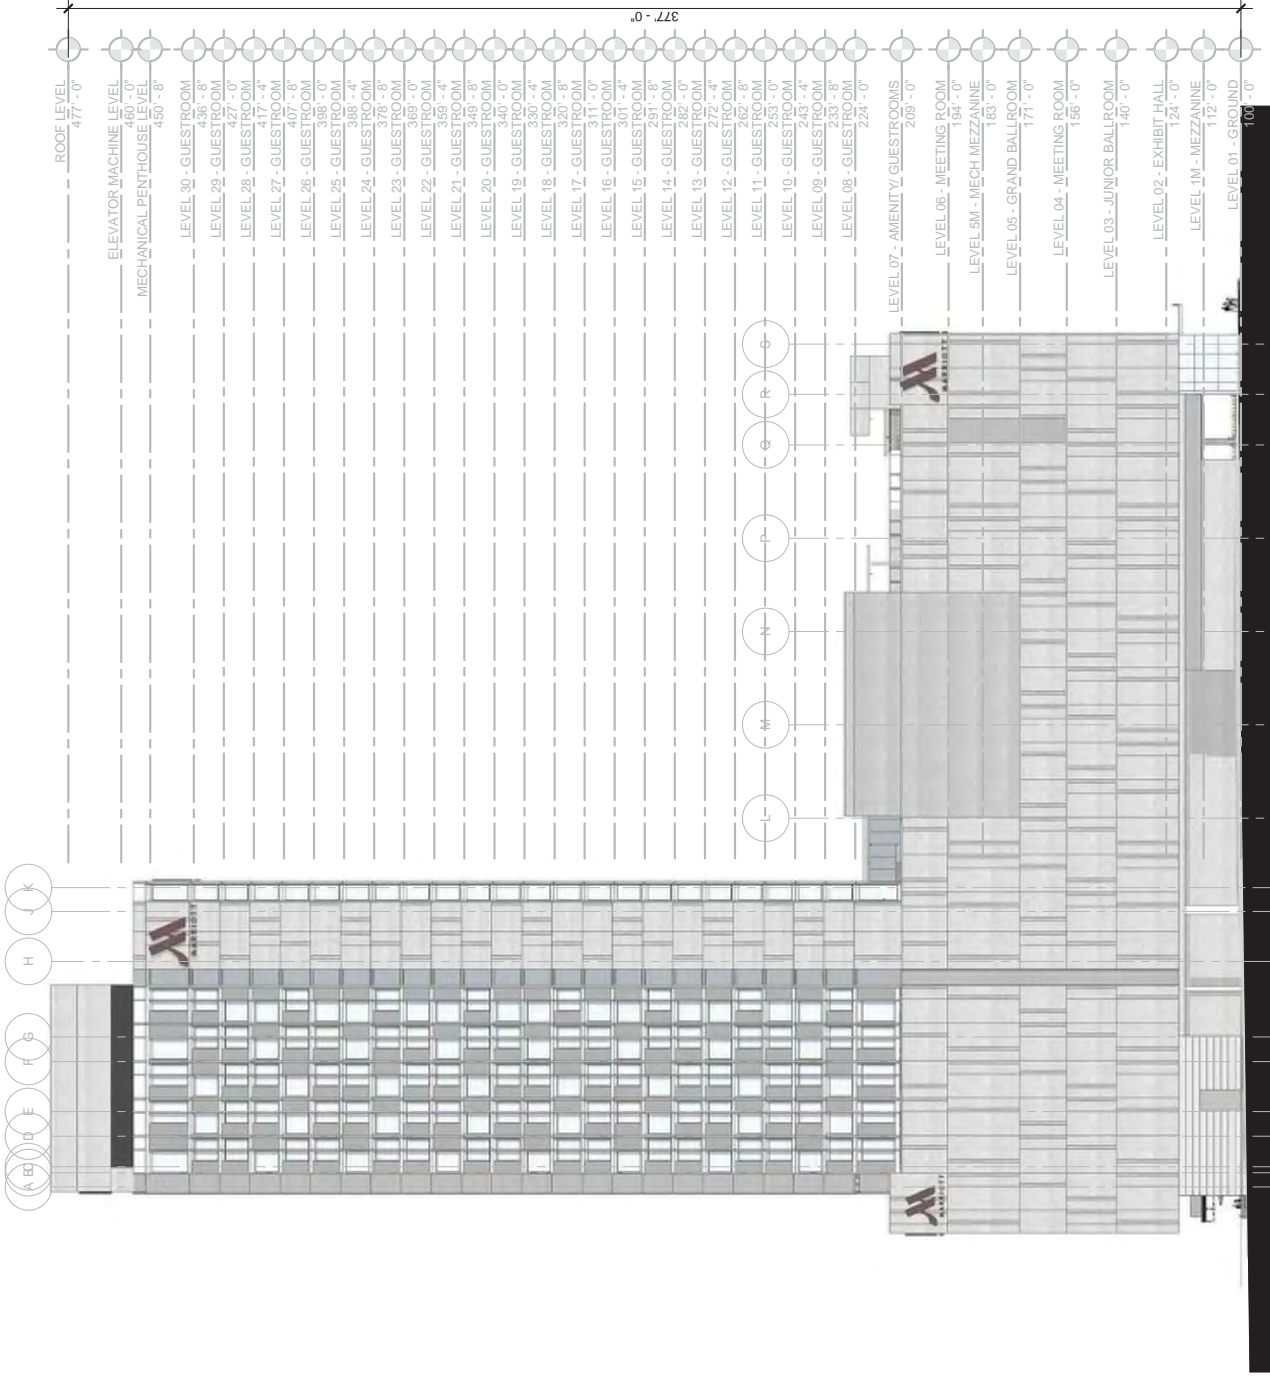 377' - 0"
ROOF LEVEL
477' - 0"
ELEVATOR MACHINE LEVEL
460' - 0"
MECHANICAL PENTHOUSE LEVEL
450' - 8"
LEVEL 30 - GUESTROOM
436' - 8"
LEVEL 29 - GUESTROOM
427' - 0"
LEVEL 28 - GUESTROOM
417' - 4"
LEVEL 27 - GUESTROOM
407' - 8"
LEVEL 26 - GUESTROOM
398' - 0"
LEVEL 25 - GUESTROOM
388' - 4"
LEVEL 24 - GUESTROOM
378' - 8"
LEVEL 23 - GUESTROOM
369' - 0"
LEVEL 22 - GUESTROOM
359' - 4"
LEVEL 21 - GUESTROOM
349' - 8"
LEVEL 20 - GUESTROOM
340' - 0"
LEVEL 19 - GUESTROOM
330' - 4"
LEVEL 18 - GUESTROOM
320' - 8"
LEVEL 17 - GUESTROOM
311' - 0"
LEVEL 16 - GUESTROOM
301' - 4"
LEVEL 15 - GUESTROOM
291' - 8"
LEVEL 14 - GUESTROOM
282' - 0"
LEVEL 13 - GUESTROOM
272' - 4"
LEVEL 12 - GUESTROOM
262' - 8"
LEVEL 11 - GUESTROOM
253' - 0"
LEVEL 10 - GUESTROOM
243' - 4"
LEVEL 09 - GUESTROOM
233' - 8"
LEVEL 08 - GUESTROOM
224' - 0"
LEVEL 07 - AMENITY/ GUESTROOMS
209' - 0"
LEVEL 06 - MEETING ROOM
194' - 0"
LEVEL 5M - MECH MEZZANINE
183' - 0"
LEVEL 05 - GRAND BALLROOM
171' - 0"
LEVEL 04 - MEETING ROOM
156' - 0"
LEVEL 03 - JUNIOR BALLROOM
140' - 0"
LEVEL 02 - EXHIBIT HALL
124' - 0"
LEVEL 1M - MEZZANINE
112' - 0"
LEVEL 01 - GROUND
100' - 0"
S
R
Q
P
N
M
L
K
J
H
G
F
E
D
C
B
A
MARRIOTT
MARRIOTT
MARRIOTT